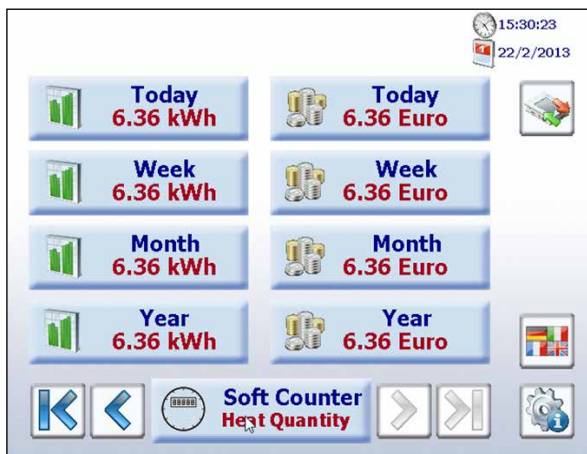 15:30:23
22/2/2013
Today
6.36 kWh
Today
6.36 Euro
Week
6.36 kWh
Week
6.36 Euro
Month
6.36 kWh
Month
6.36 Euro
Year
6.36 kWh
Year
6.36 Euro
Soft Counter
Heat Quantity